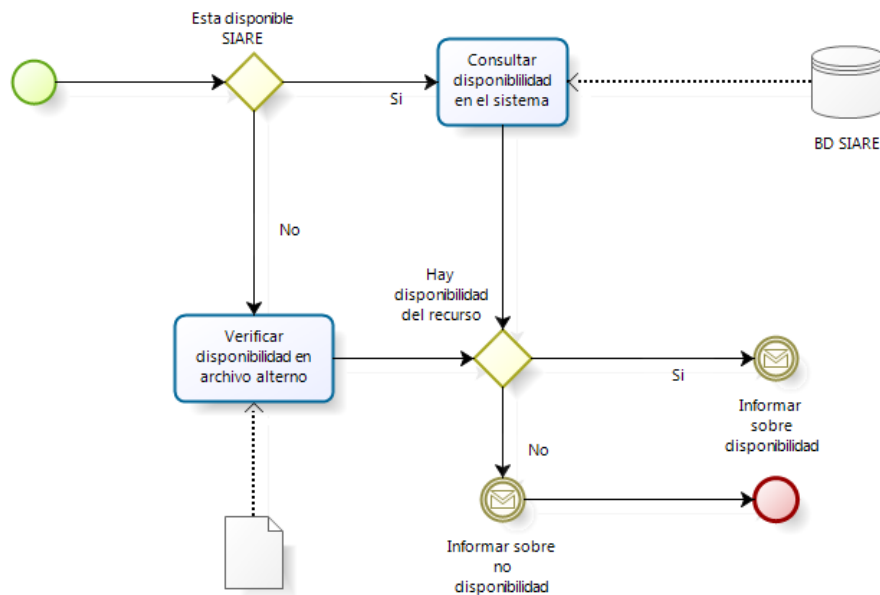 Esta disponible
SIARE
Consultar
disponiblilidad
en el sistema
Si
BD SIARE
No
Hay
disponibilidad
del recurso
Verificar
disponibilidad en
archivo alterno
Si
Informar
sobre
disponibilidad
No
Informar sobre
no
disponibilidad